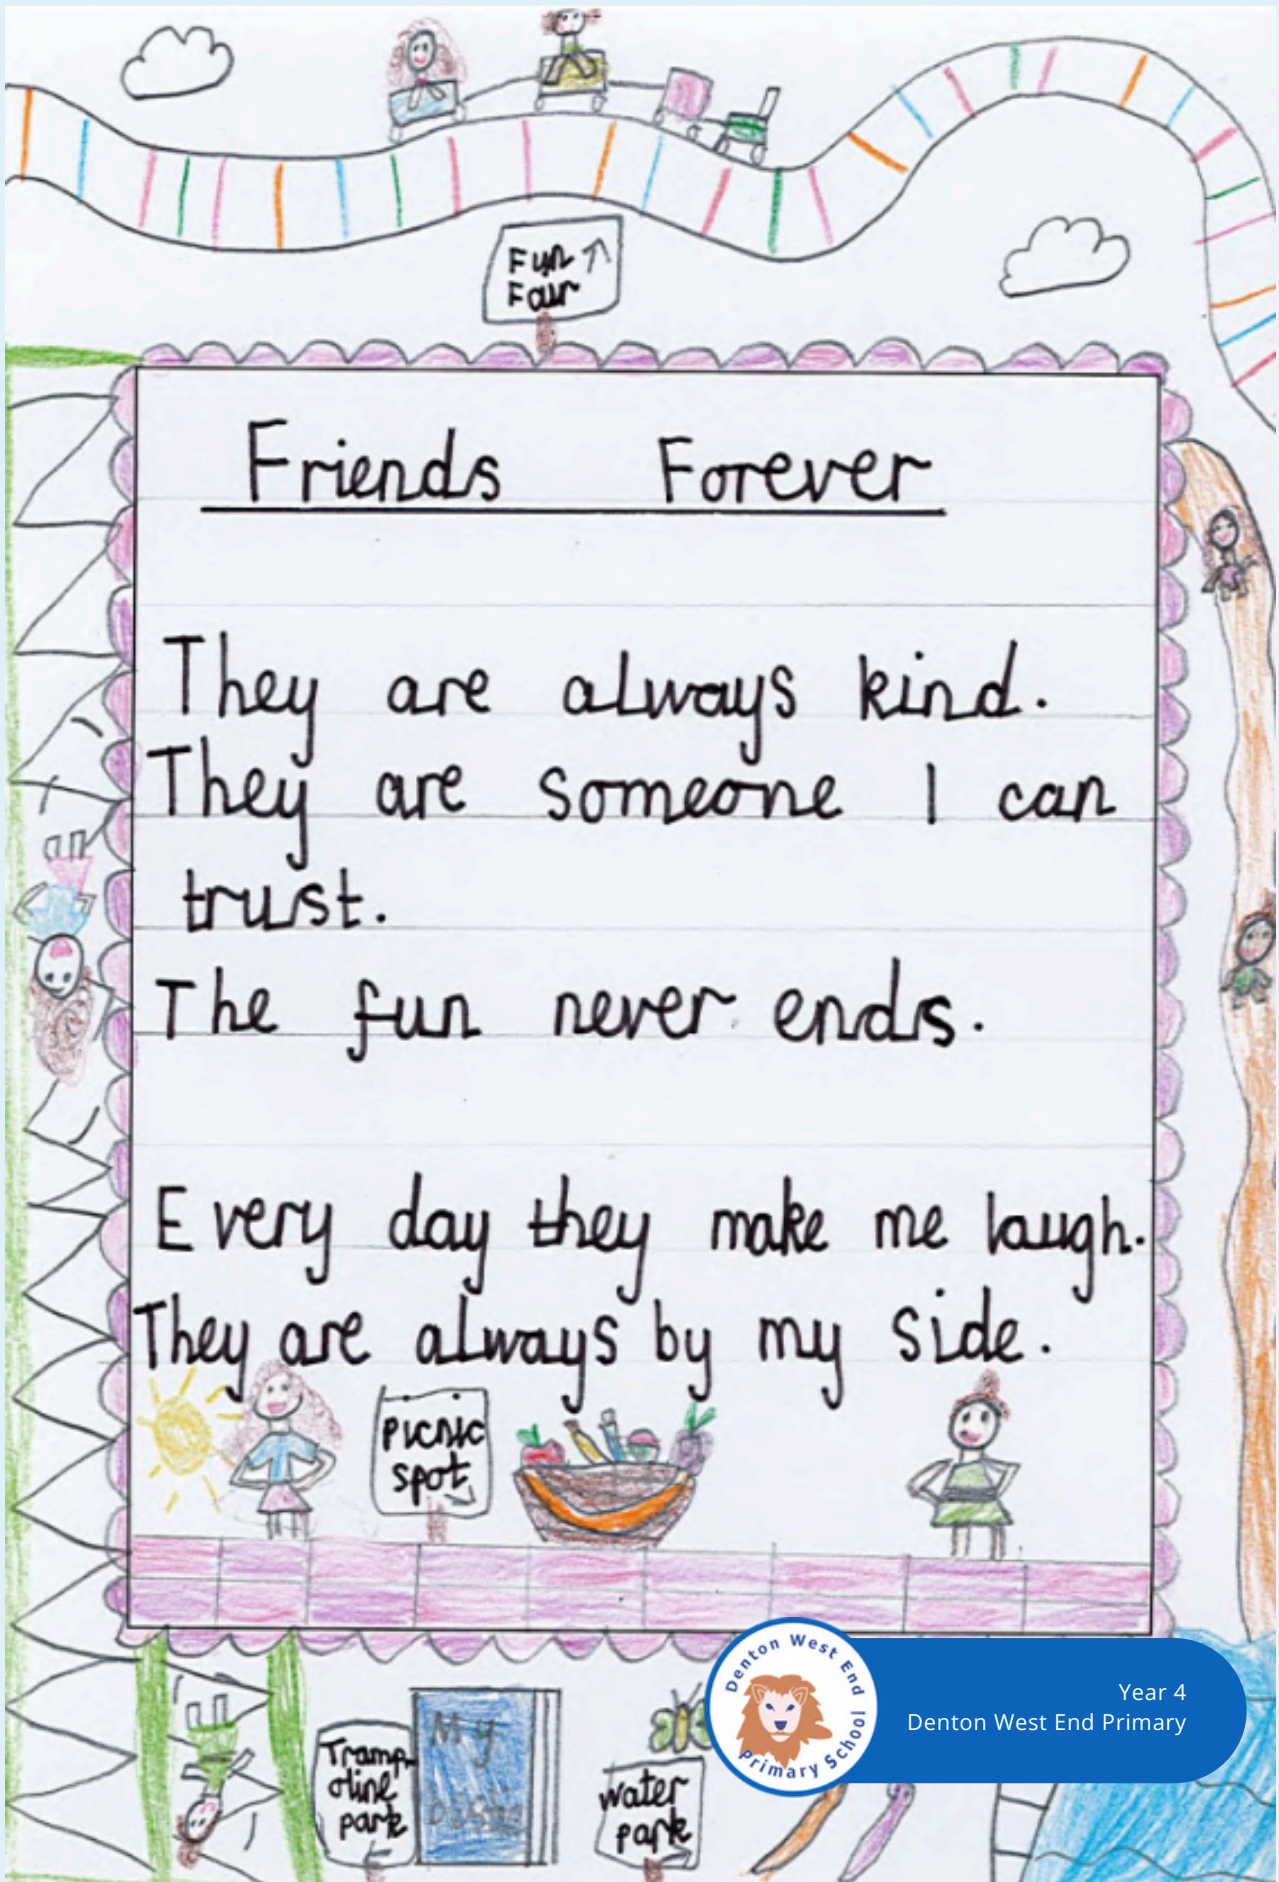 Fun
Fair
Friends Forever
They are always kind.
They are someone I can
trust.
The fun never ends.
Every day they make me laugh.
They are always by my side.
Picnic
spot
Tramp
oline
park
My
water
park
Denton West End
Primary School
Year 4
Denton West End Primary